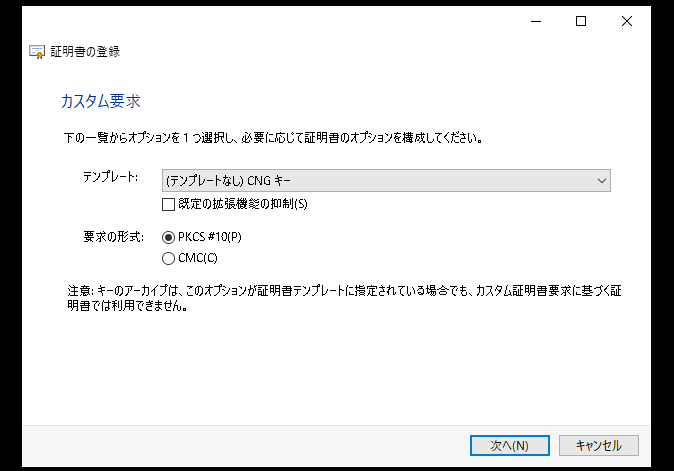 証明書の登録
カスタム要求
下の一覧からオプションを 1 つ選択し、必要に応じて証明書のオプションを構成してください。
テンプレート: (テンプレートなし) CNG キー
既定の拡張機能の抑制(S)
要求の形式: PKCS #10(P)
CMC(C)
注意: キーのアーカイブは、このオプションが証明書テンプレートに指定されている場合でも、カスタム証明書要求に基づく証
明書では利用できません。
次へ(N) キャンセル